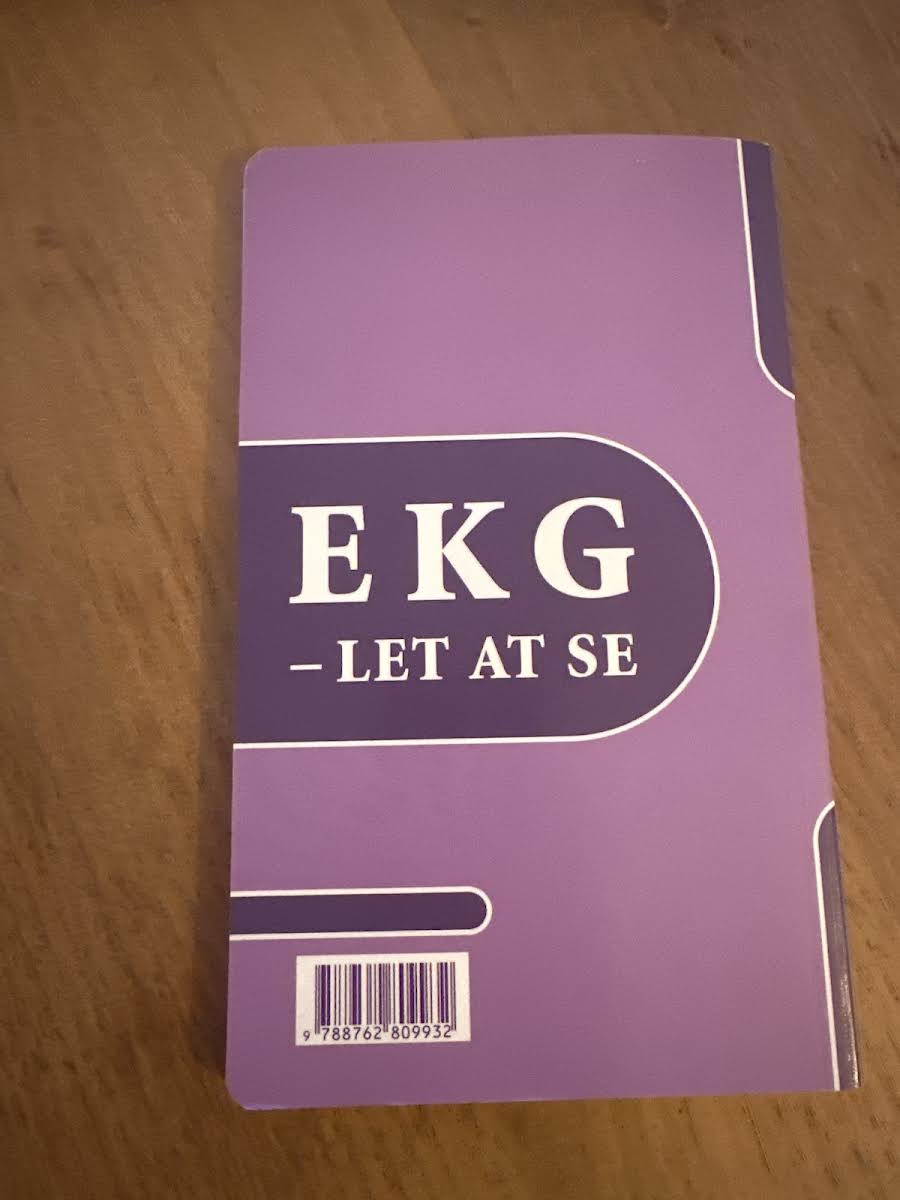 EKG
– LET AT SE
9 788762 809932